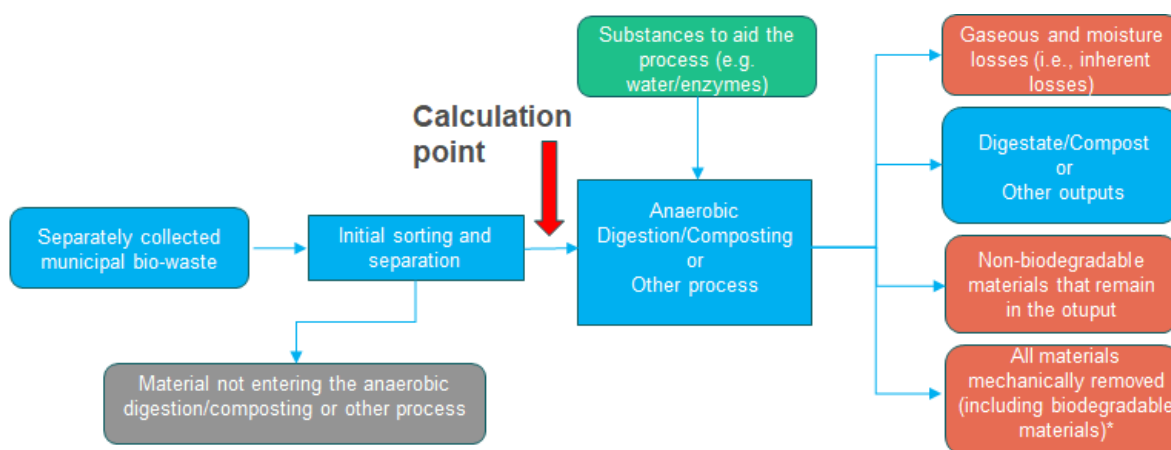 Substances to aid the
process (e.g.
water/enzymes)
Gaseous and moisture
losses (i.e., inherent
losses)
Calculation
point
Digestate/Compost
or
Other outputs
Separately collected
municipal bio-waste
Initial sorting and
separation
Anaerobic
Digestion/Composting
or
Other process
Non-biodegradable
materials that remain
in the otuput
Material not entering the anaerobic
digestion/composting or other process
All materials
mechanically removed
(including biodegradable
materials)*